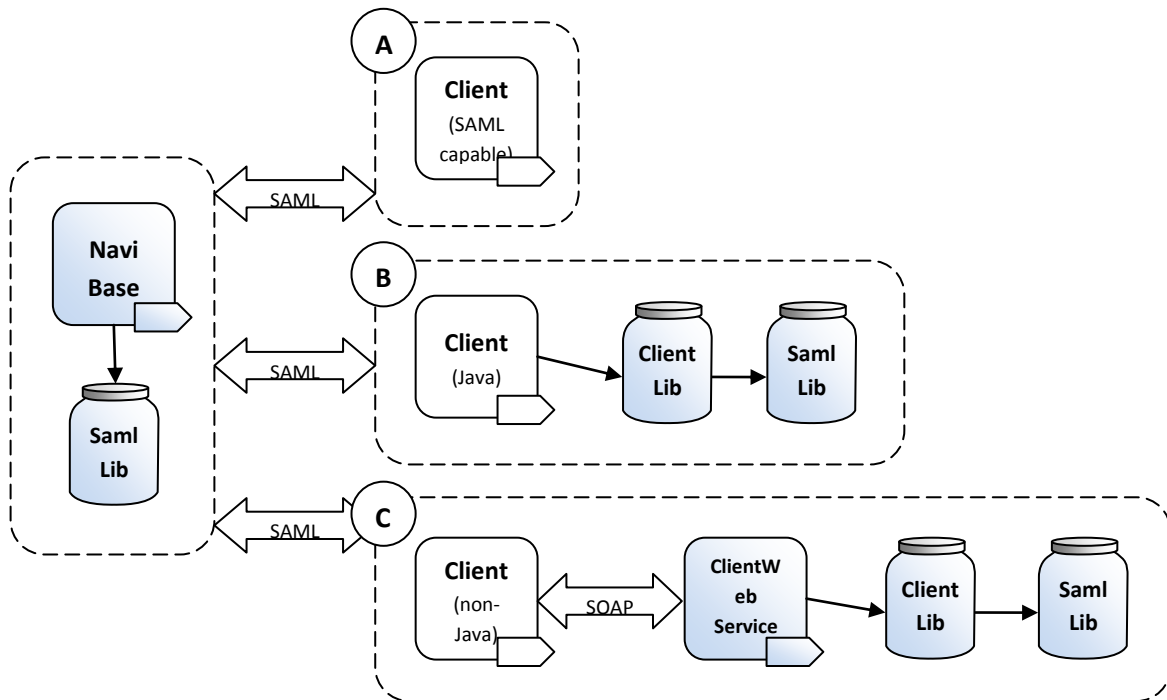 A
Client
(SAML
capable)
SAML
Navi
Base
Saml
Lib
B
Client
(Java)
Client
Lib
Saml
Lib
SAML
C
Client
(non-
Java)
SOAP
ClientW
eb
Service
Client
Lib
Saml
Lib
SAML